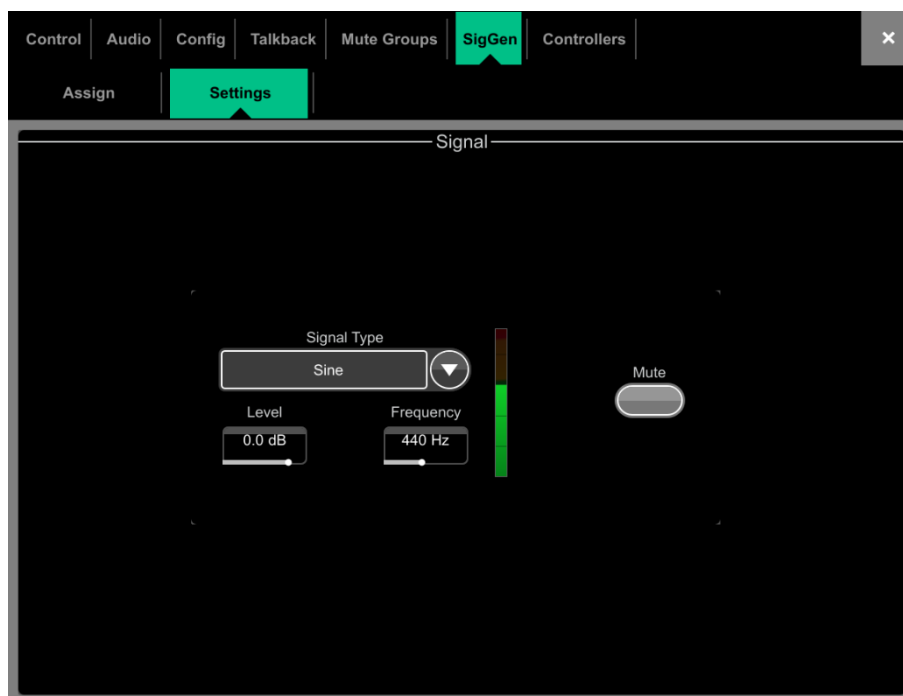 Control Audio Config Talkback Mute Groups SigGen Controllers
Assign Settings
Signal
Signal Type
Sine
Mute
Level Frequency
0.0 dB 440 Hz